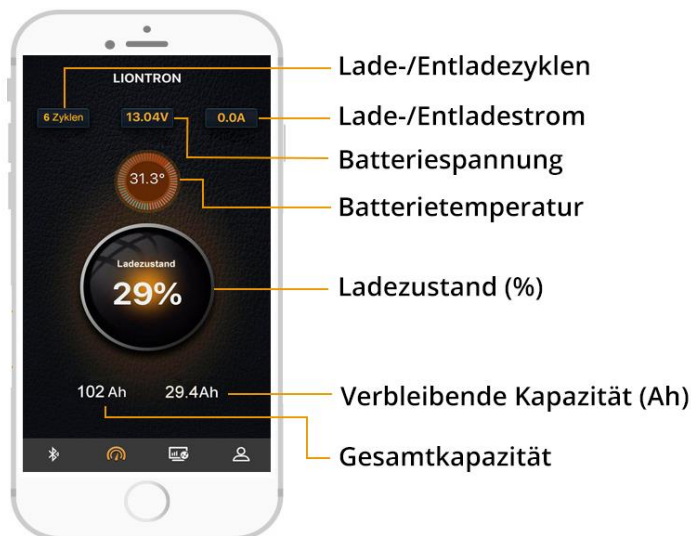 LIONTRON
6 Zyklen
13.04V
0.0A
31.3°
Ladezustand
29%
102 Ah
29.4Ah
Lade-/Entladezyklen
Lade-/Entladestrom
Batteriespannung
Batterietemperatur
Ladezustand (%)
Verbleibende Kapazität (Ah)
Gesamtkapazität